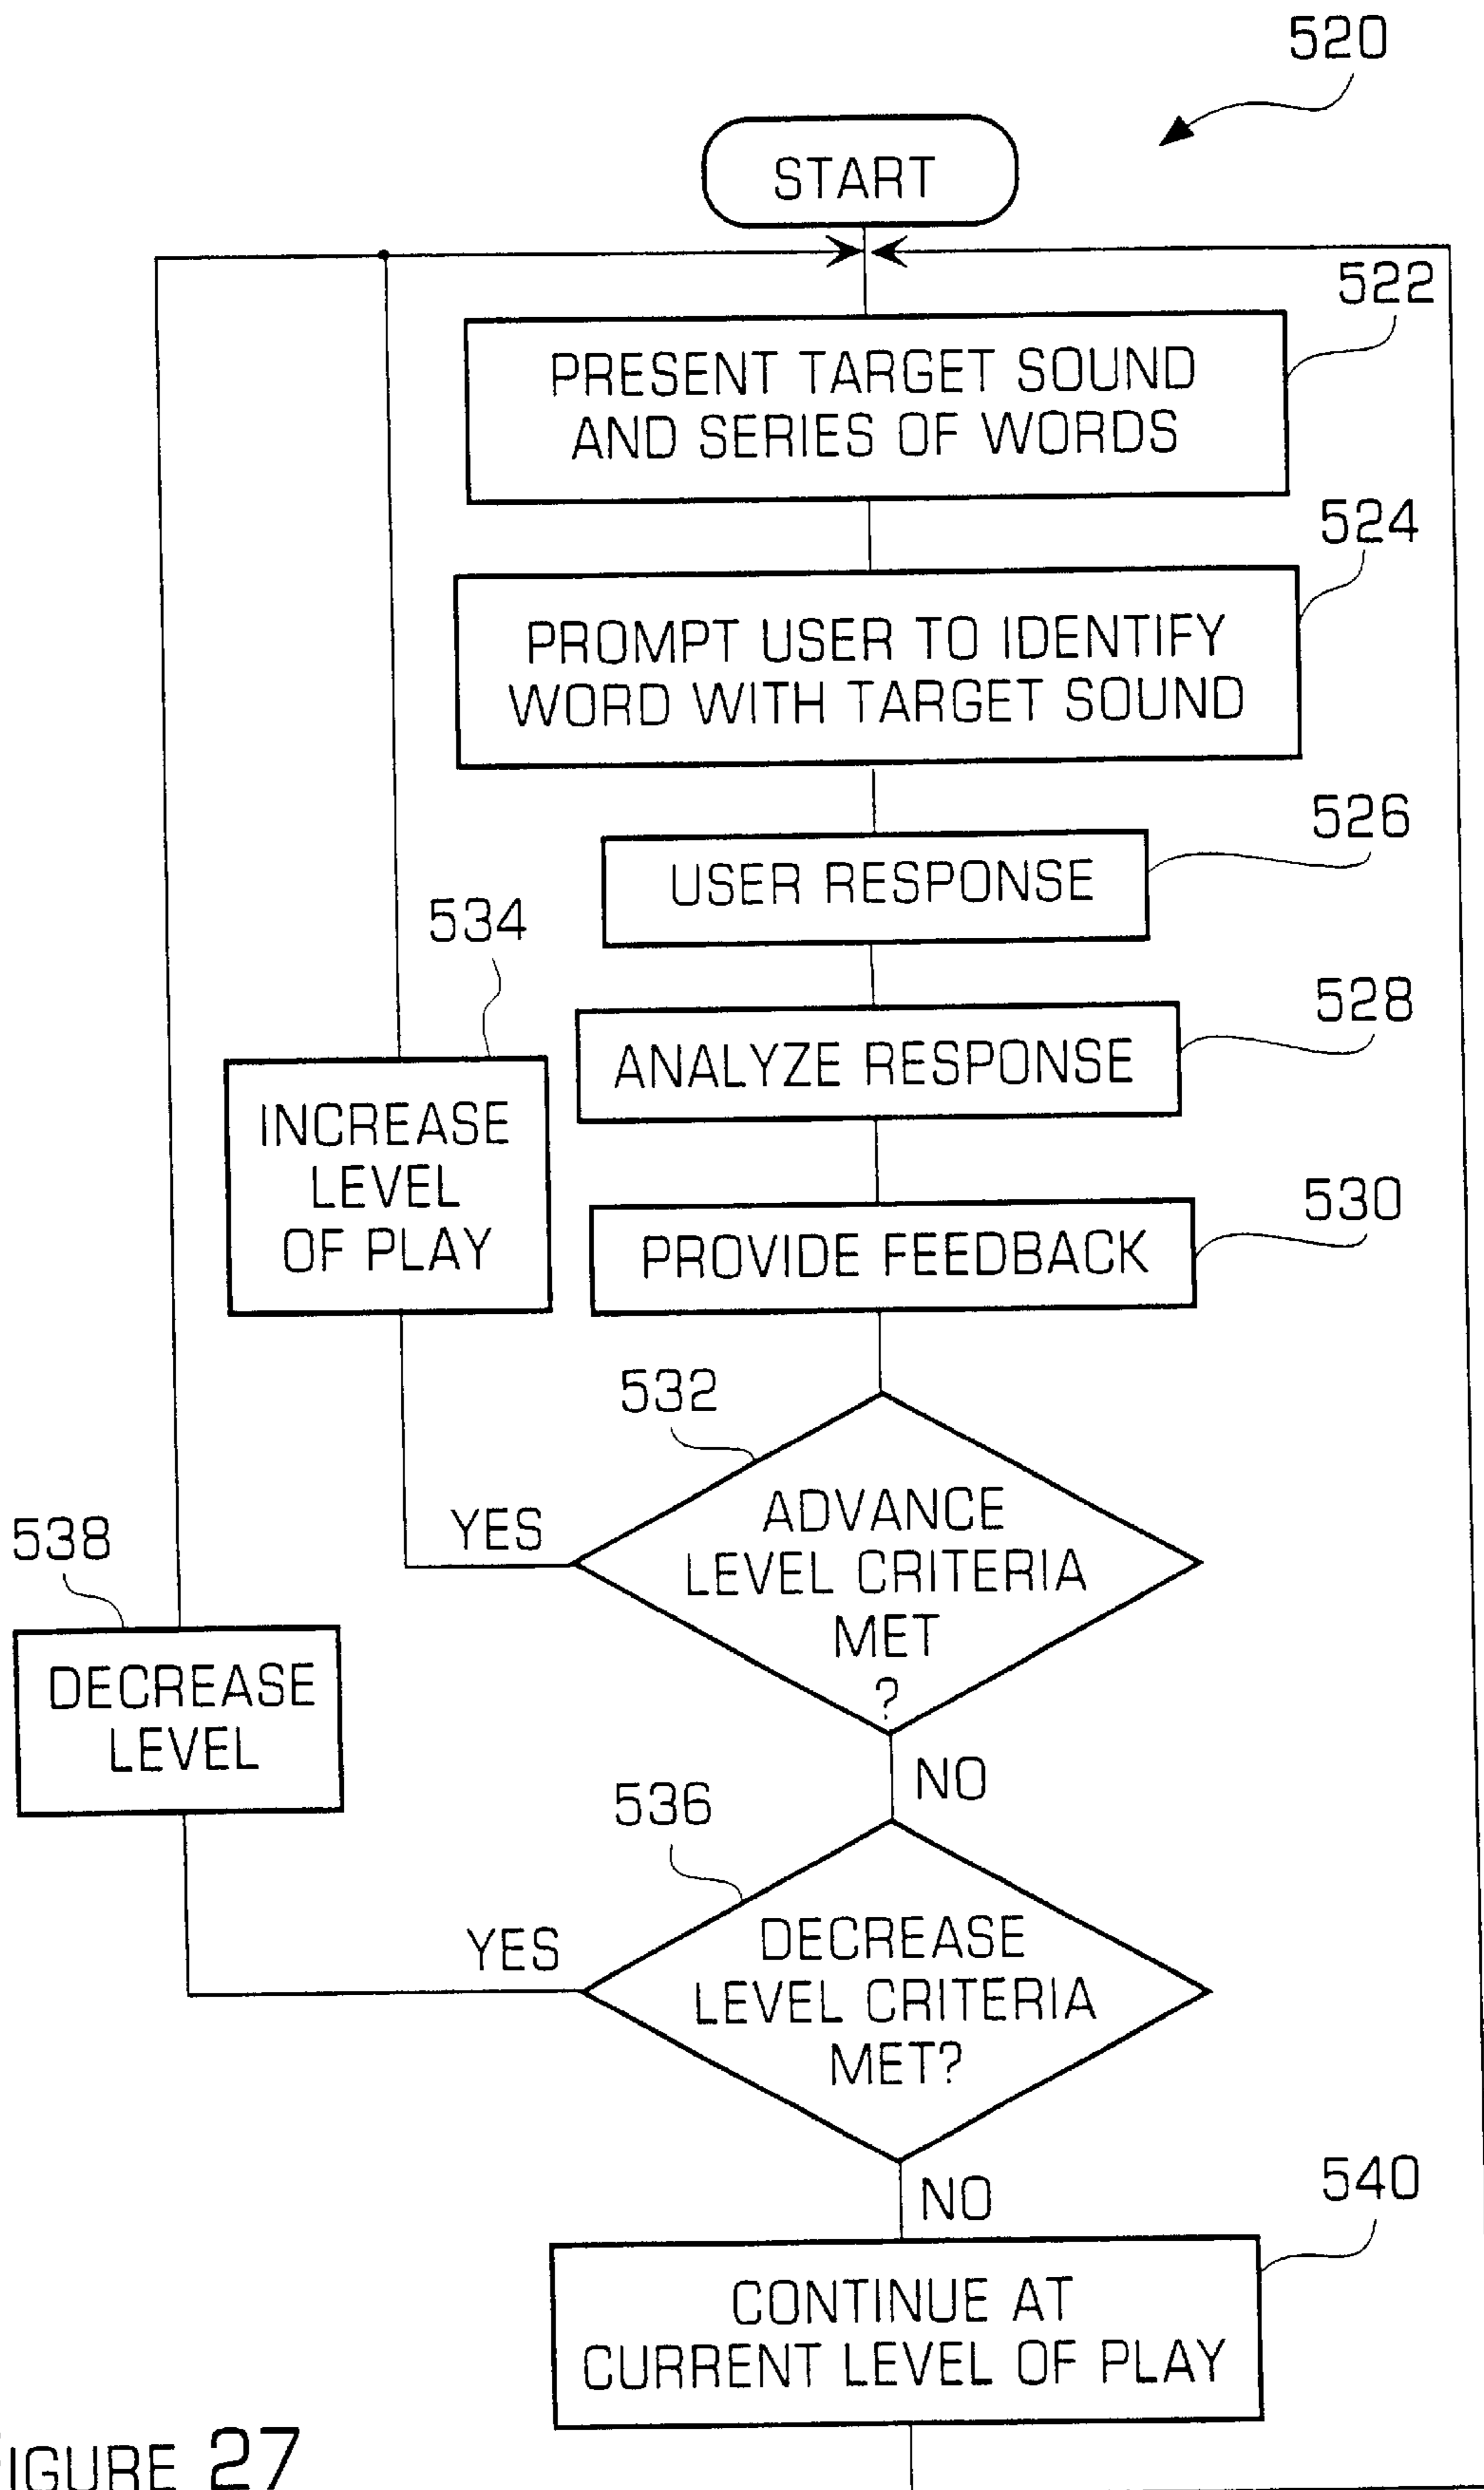 520
START
522
PRESENT TARGET SOUND
AND SERIES OF WORDS
524
PROMPT USER TO IDENTIFY
WORD WITH TARGET SOUND
526
USER RESPONSE
534
528
ANALYZE RESPONSE
INCREASE
LEVEL
OF PLAY
530
PROVIDE FEEDBACK
532
ADVANCE
LEVEL CRITERIA
MET
?
YES
538
DECREASE
LEVEL
NO
536
DECREASE
LEVEL CRITERIA
MET?
YES
NO
540
CONTINUE AT
CURRENT LEVEL OF PLAY
IGURE 27